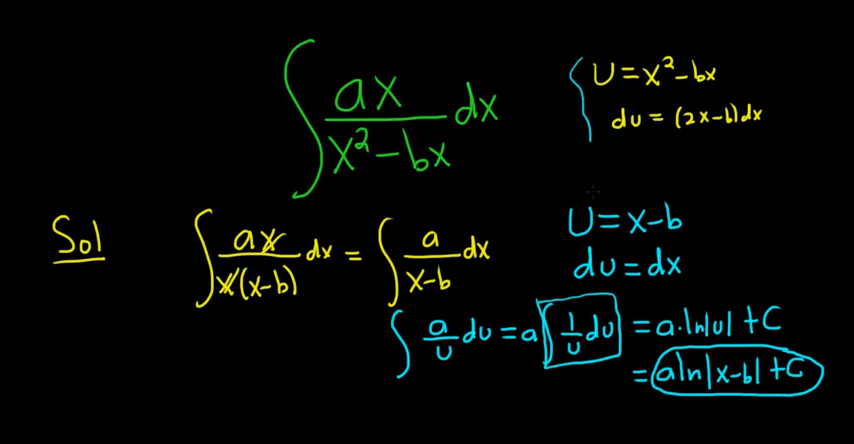 ∫ ax/(x² - bx) dx
U = x² - bx
du = (2x - b)dx
Sol
∫ ax/(x(x-b)) dx = ∫ a/(x-b) dx
U = x - b
du = dx
∫ a/U du = a ∫ 1/U du = a·ln|u| + C
= a ln|x-b| + C